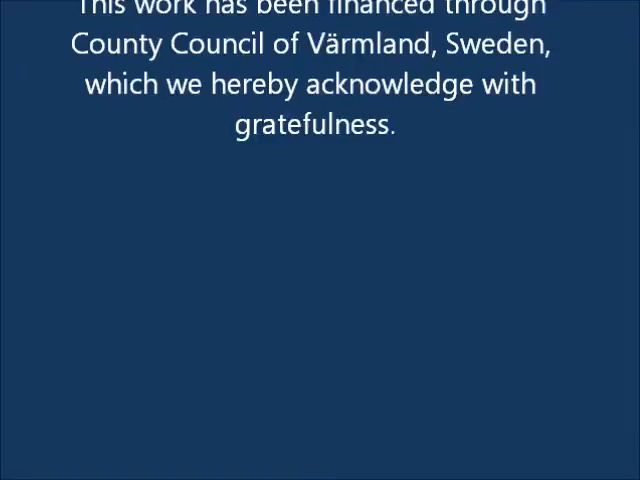 This work has been financed through
County Council of Värmland, Sweden,
which we hereby acknowledge with
gratefulness.